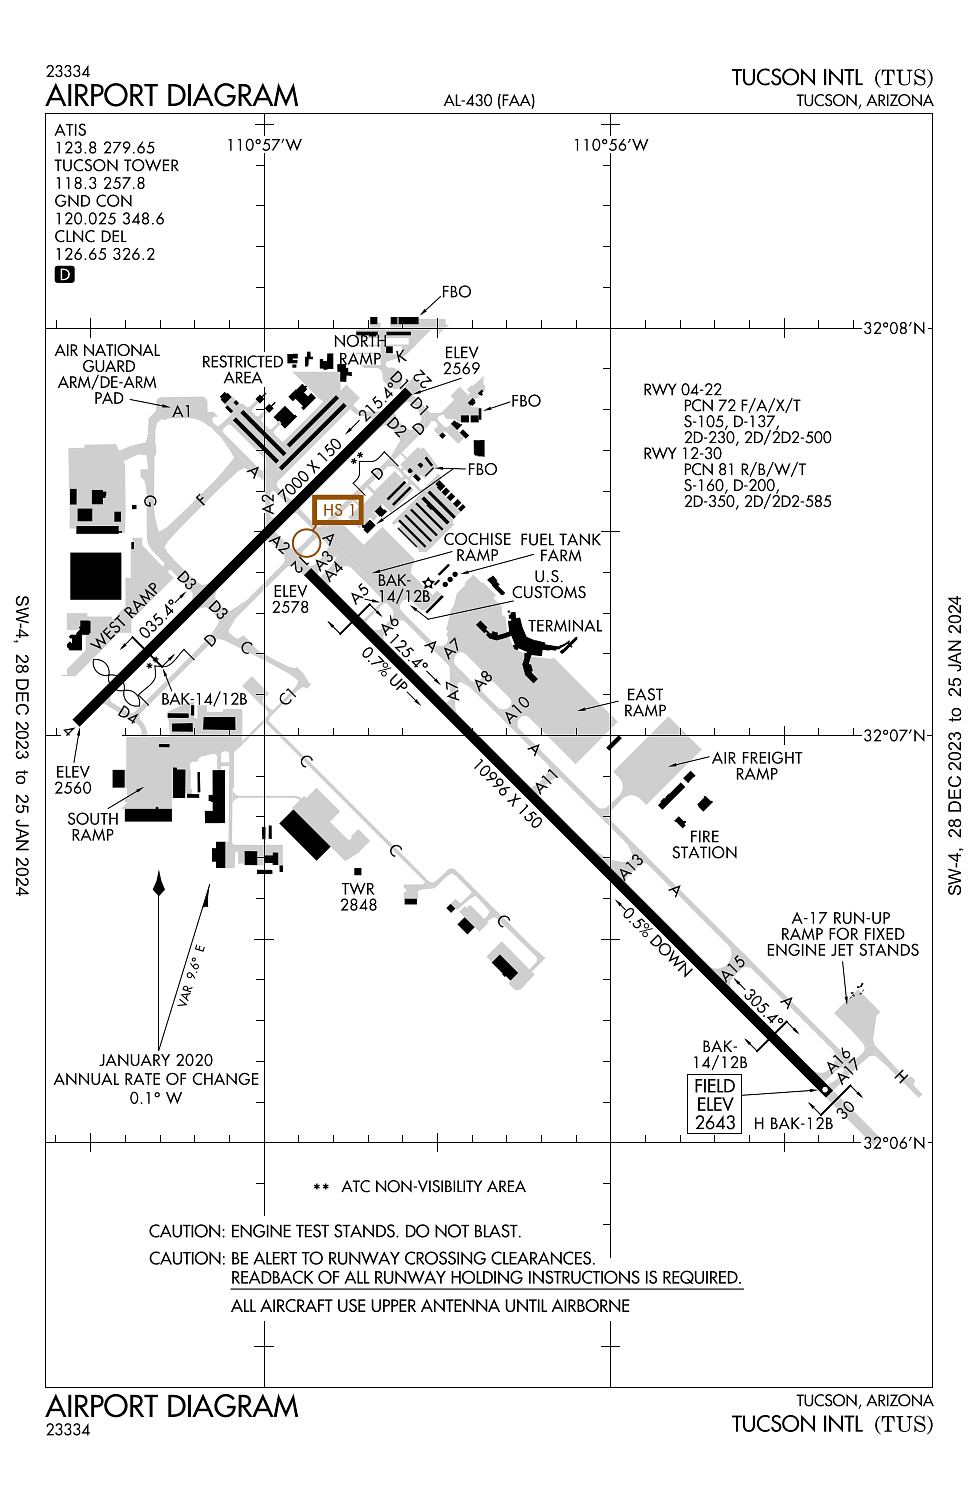 23334
AIRPORT DIAGRAM
AL-430 (FAA)
TUCSON INTL (TUS)
TUCSON, ARIZONA
ATIS
123.8 279.65
TUCSON TOWER
118.3 257.8
GND CON
120.025 348.6
CLNC DEL
126.65 326.2
D
110°57'W
110°56'W
FBO
32°08'N
AIR NATIONAL
GUARD
ARM/DE-ARM
PAD
A1
RESTRICTED
AREA
NORTH
RAMP
K
ELEV
2569
D1
22
215.4°
D1
D2
D
FBO
RWY 04-22
PCN 72 F/A/X/T
S-105, D-137,
2D-230, 2D/2D2-500
RWY 12-30
PCN 81 R/B/W/T
S-160, D-200,
2D-350, 2D/2D2-585
7000 X 150
**
D
FBO
A
A2
G
F
HS 1
A2
A
A3
A4
12
ELEV
2578
COCHISE
RAMP
FUEL TANK
FARM
BAK-
14/12B
U.S.
CUSTOMS
TERMINAL
WEST RAMP
035.4°
D3
D3
D
C
C1
A5
A6
125.4°
0.7% UP
A
A7
A7
A8
A10
EAST
RAMP
**
BAK-14/12B
D4
4
ELEV
2560
32°07'N
A
A11
10996 X 150
AIR FREIGHT
RAMP
SOUTH
RAMP
C
C
C
FIRE
STATION
TWR
2848
A13
A
0.5% DOWN
A-17 RUN-UP
RAMP FOR FIXED
ENGINE JET STANDS
A15
305.4°
A
VAR 9.6° E
JANUARY 2020
ANNUAL RATE OF CHANGE
0.1° W
BAK-
14/12B
A16
A17
H
FIELD
ELEV
2643
H BAK-12B
30
32°06'N
** ATC NON-VISIBILITY AREA
CAUTION: ENGINE TEST STANDS. DO NOT BLAST.
CAUTION: BE ALERT TO RUNWAY CROSSING CLEARANCES.
READBACK OF ALL RUNWAY HOLDING INSTRUCTIONS IS REQUIRED.
ALL AIRCRAFT USE UPPER ANTENNA UNTIL AIRBORNE
SW-4, 28 DEC 2023 to 25 JAN 2024
SW-4, 28 DEC 2023 to 25 JAN 2024
AIRPORT DIAGRAM
23334
TUCSON, ARIZONA
TUCSON INTL (TUS)